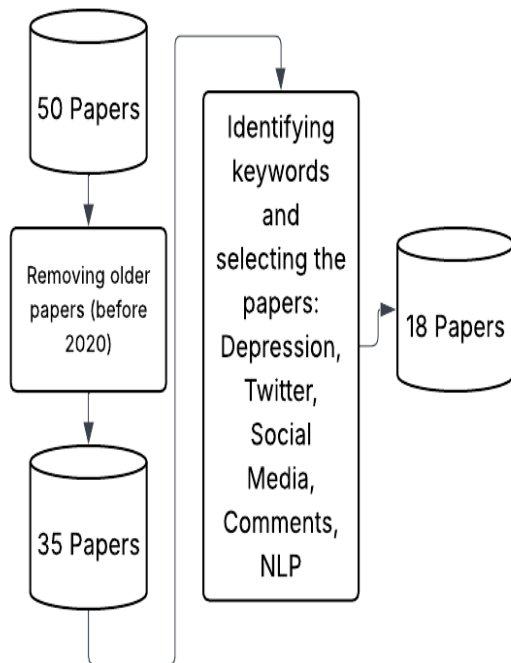 50 Papers
Removing older
papers (before
2020)
35 Papers
Identifying
keywords
and
selecting the
papers:
Depression,
Twitter,
Social
Media,
Comments,
NLP
18 Papers